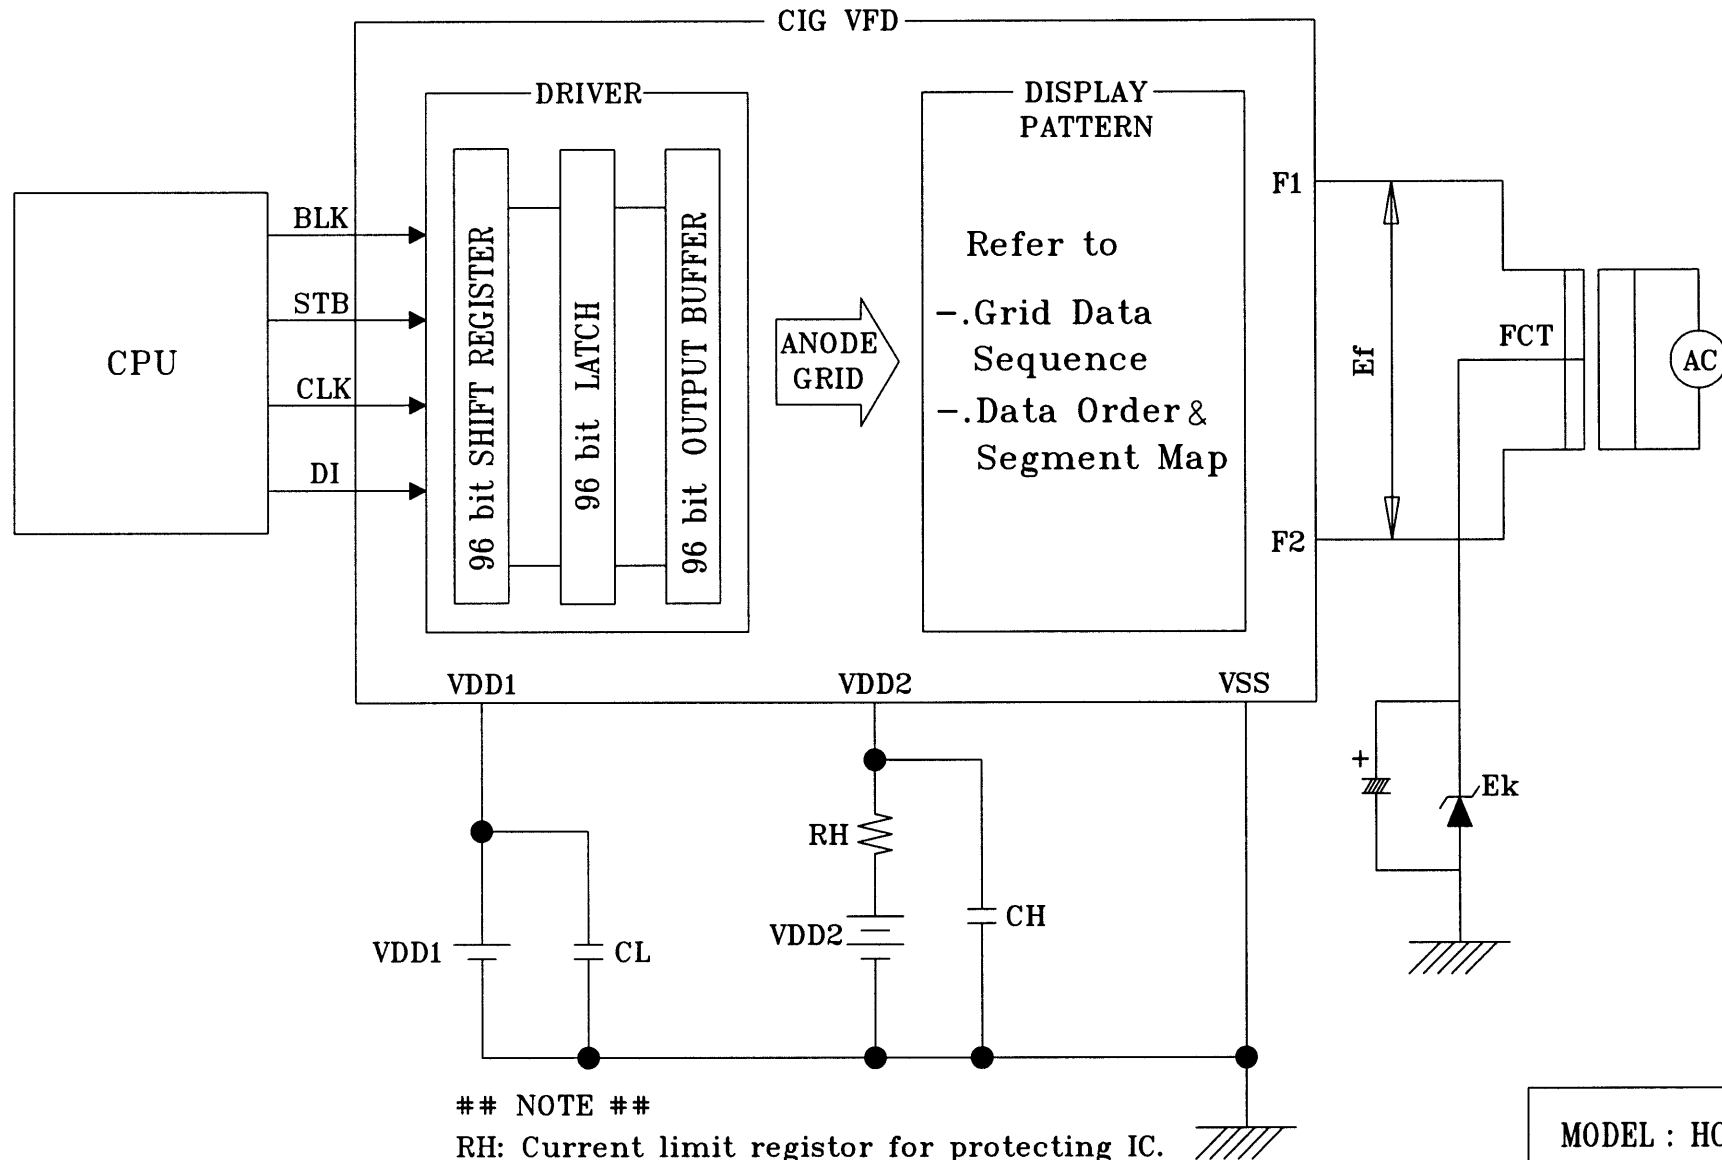 CIG VFD
DRIVER
DISPLAY
PATTERN
CPU
BLK
STB
CLK
DI
96 bit SHIFT REGISTER
96 bit LATCH
96 bit OUTPUT BUFFER
ANODE
GRID
Refer to
-.Grid Data
Sequence
-.Data Order &
Segment Map
F1
F2
Ef
FCT
AC
VDD1
VDD2
VSS
+
Ek
RH
VDD1
CL
VDD2
CH
## NOTE ##
RH: Current limit registor for protecting IC.
MODEL : HC